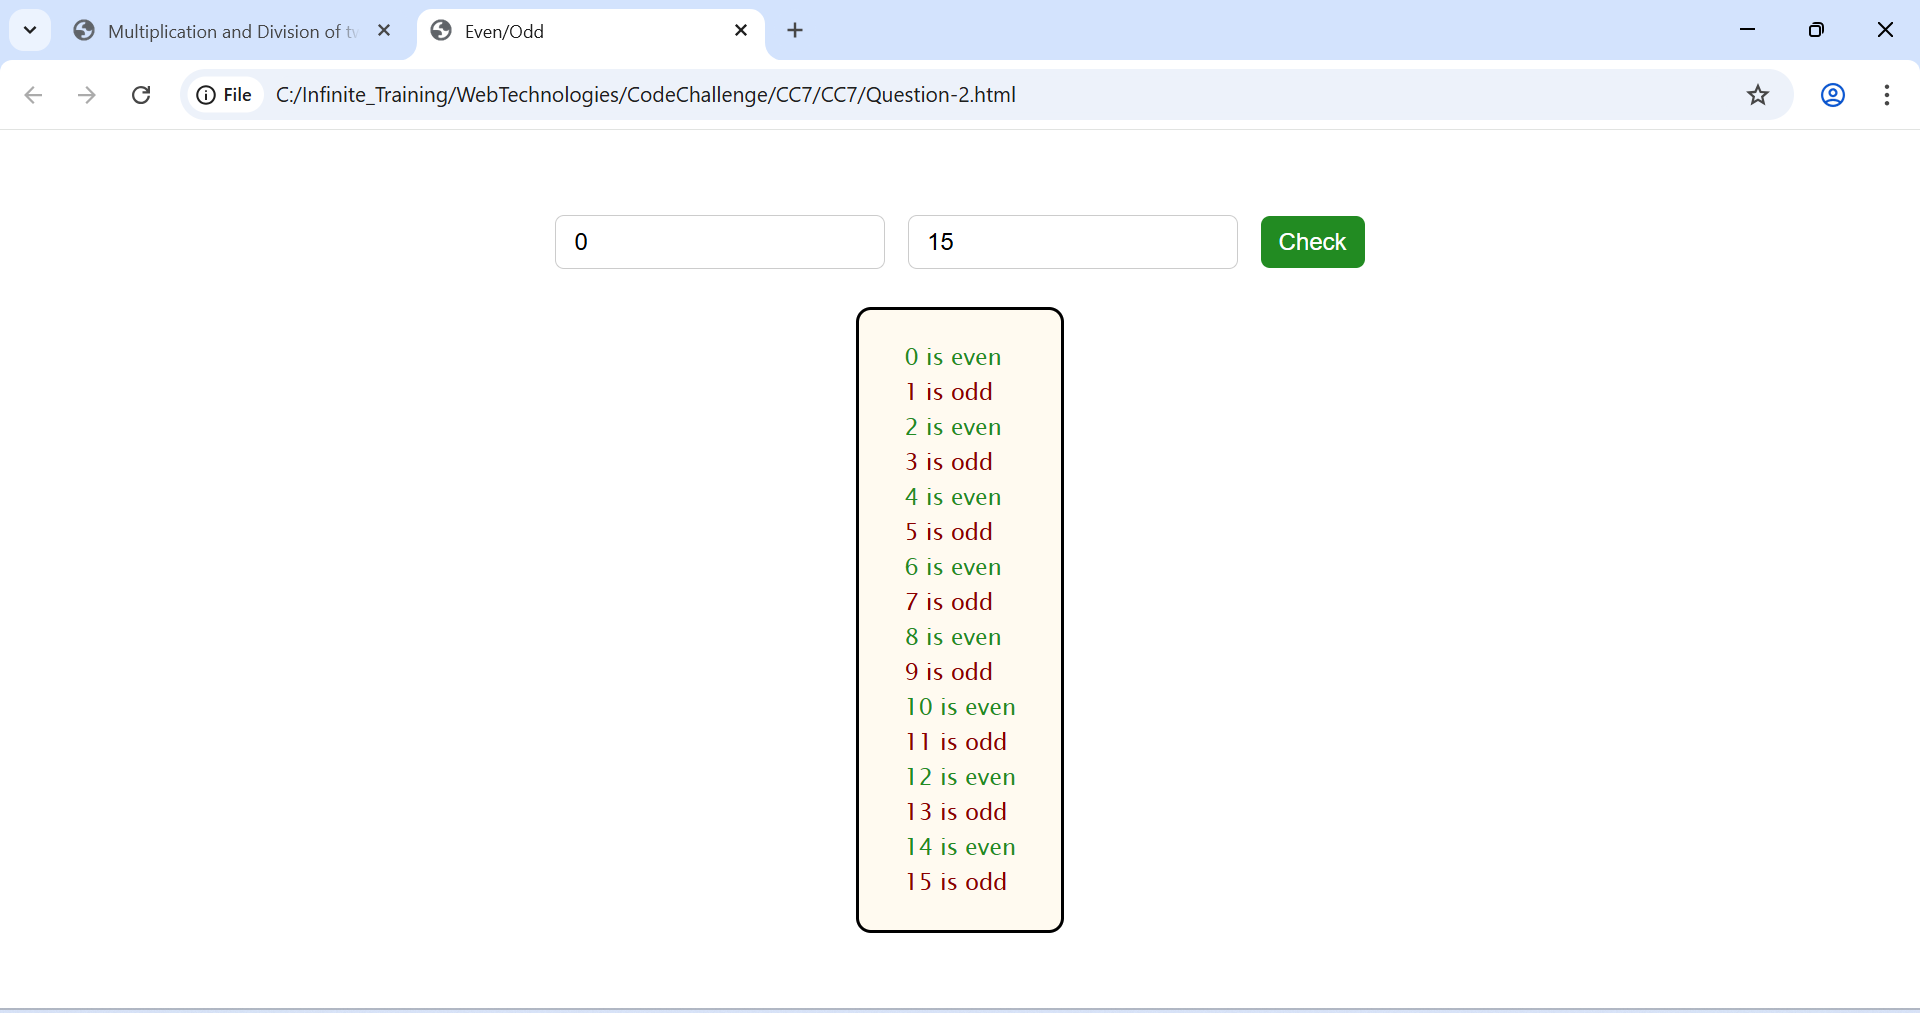 Multiplication and Division of
Even/Odd
File
C:/Infinite_Training/WebTechnologies/CodeChallenge/CC7/CC7/Question-2.html
0
15
Check
0 is even
1 is odd
2 is even
3 is odd
4 is even
5 is odd
6 is even
7 is odd
8 is even
9 is odd
10 is even
11 is odd
12 is even
13 is odd
14 is even
15 is odd